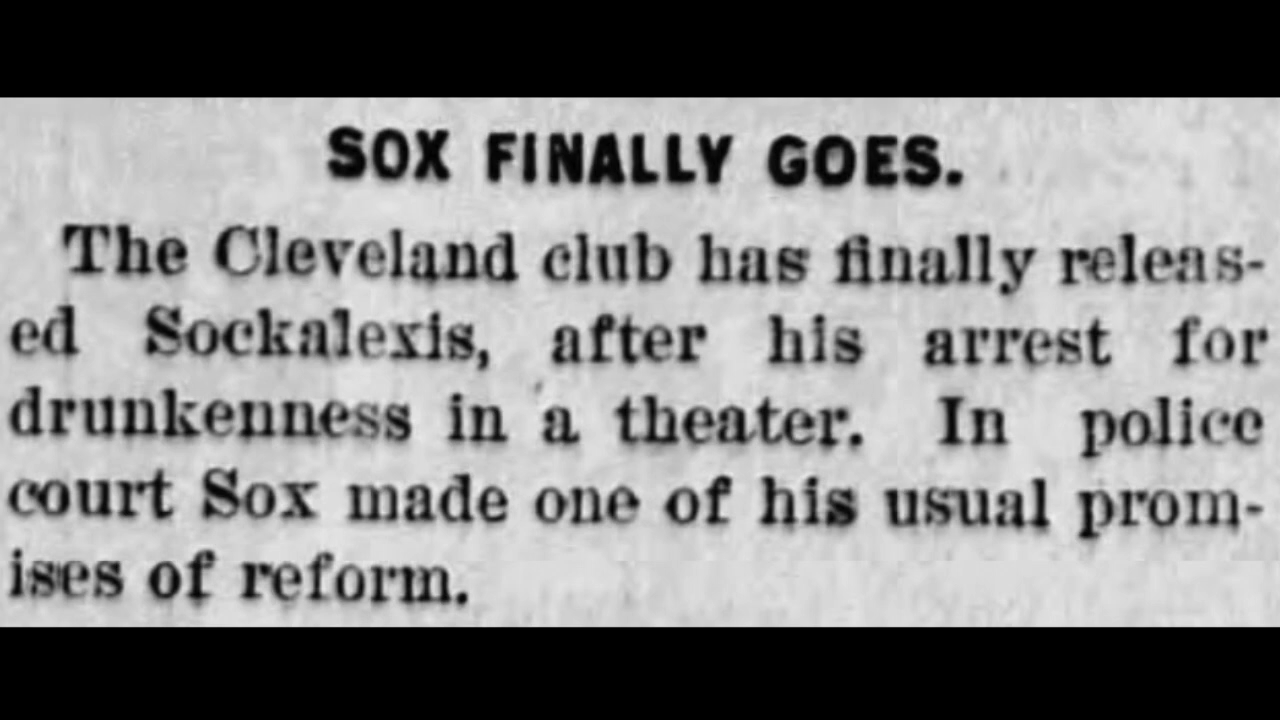 SOX FINALLY GOES.
The Cleveland club has finally releas-
ed Sockalexis, after his arrest for
drunkenness in a theater. In police
court Sox made one of his usual prom-
ises of reform.